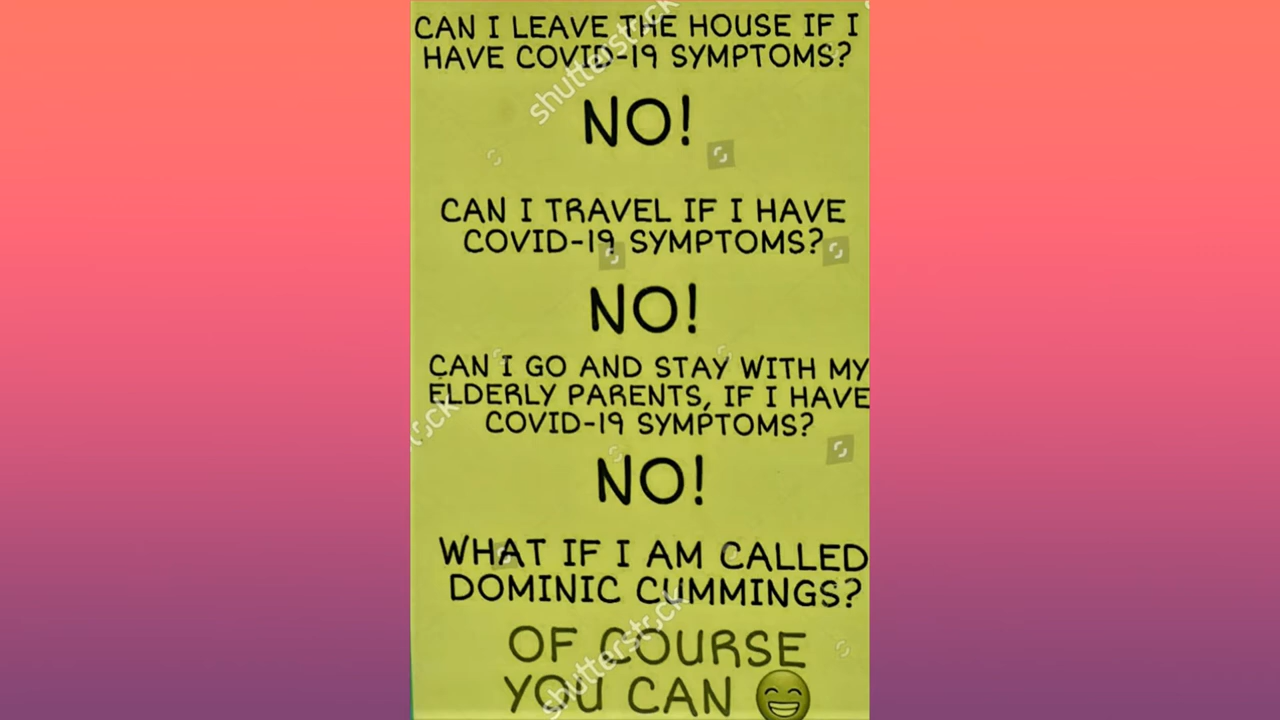 CAN I LEAVE THE HOUSE IF I
HAVE COVID-19 SYMPTOMS?
shutterstock
NO!
CAN I TRAVEL IF I HAVE
COVID-19 SYMPTOMS?
NO!
CAN I GO AND STAY WITH MY
ELDERLY PARENTS, IF I HAVE
COVID-19 SYMPTOMS?
NO!
WHAT IF I AM CALLED
DOMINIC CUMMINGS?
shutterstock
OF COURSE
YOU CAN